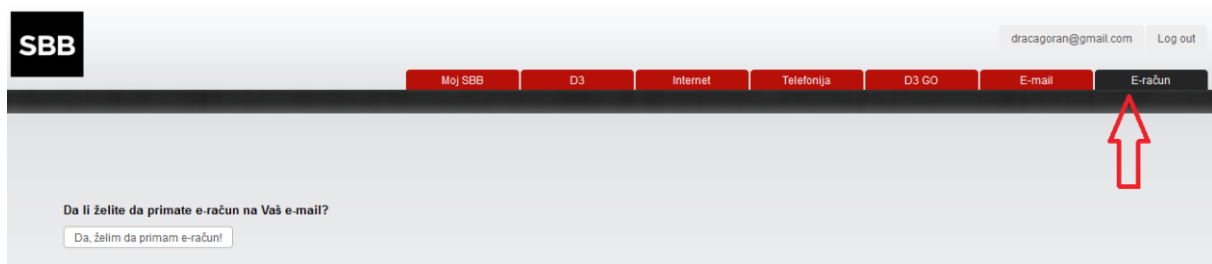 SBB
dracagoran@gmail.com Log out
Moj SBB D3 Internet Telefonija D3 GO E-mail E-račun
Da li želite da primate e-račun na Vaš e-mail?
Da, želim da primam e-račun!